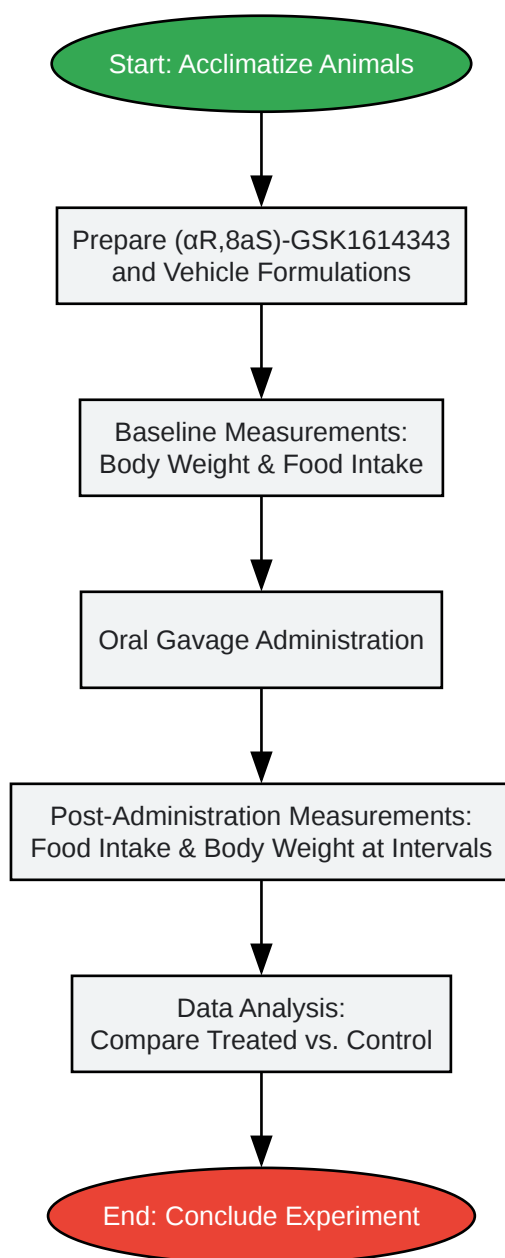 Start: Acclimatize Animals
Prepare (αR,8aS)-GSK1614343
and Vehicle Formulations
Baseline Measurements:
Body Weight & Food Intake
Oral Gavage Administration
Post-Administration Measurements:
Food Intake & Body Weight at Intervals
Data Analysis:
Compare Treated vs. Control
End: Conclude Experiment